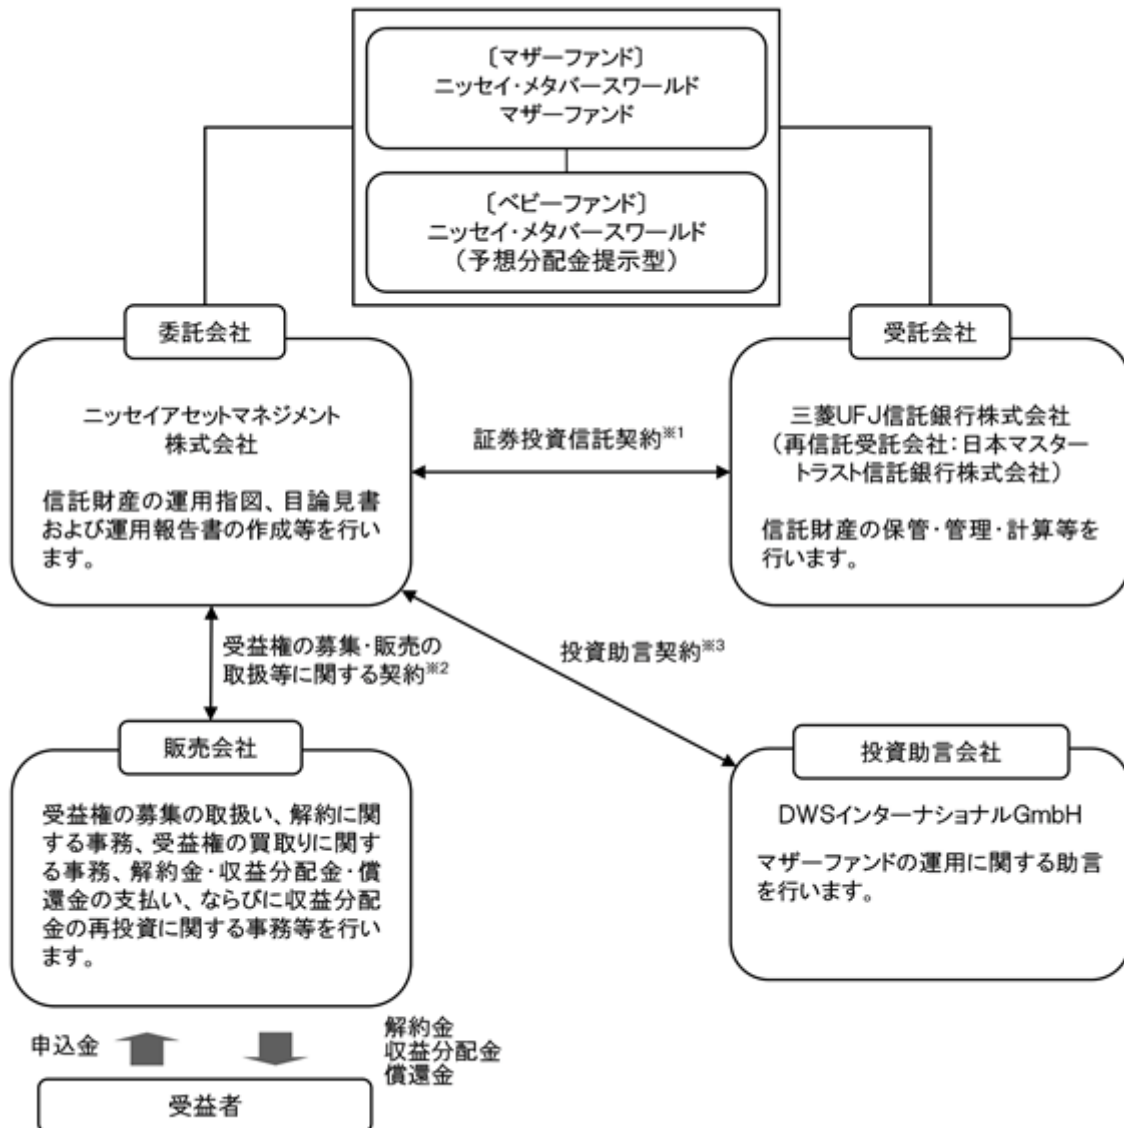 〔マザーファンド〕
ニッセイ・メタバースワールド
マザーファンド
〔ベビーファンド〕
ニッセイ・メタバースワールド
（予想分配金提示型）
委託会社
ニッセイアセットマネジメント
株式会社
信託財産の運用指図、目論見書
および運用報告書の作成等を行い
ます。
証券投資信託契約※1
受託会社
三菱UFJ信託銀行株式会社
（再信託受託会社：日本マスター
トラスト信託銀行株式会社）
信託財産の保管・管理・計算等を
行います。
受益権の募集・販売の
取扱等に関する契約※2
投資助言契約※3
販売会社
受益権の募集の取扱い、解約に関
する事務、受益権の買取りに関す
る事務、解約金・収益分配金・償
還金の支払い、ならびに収益分配
金の再投資に関する事務等を行い
ます。
投資助言会社
DWSインターナショナルGmbH
マザーファンドの運用に関する助言
を行います。
申込金
解約金
収益分配金
償還金
受益者